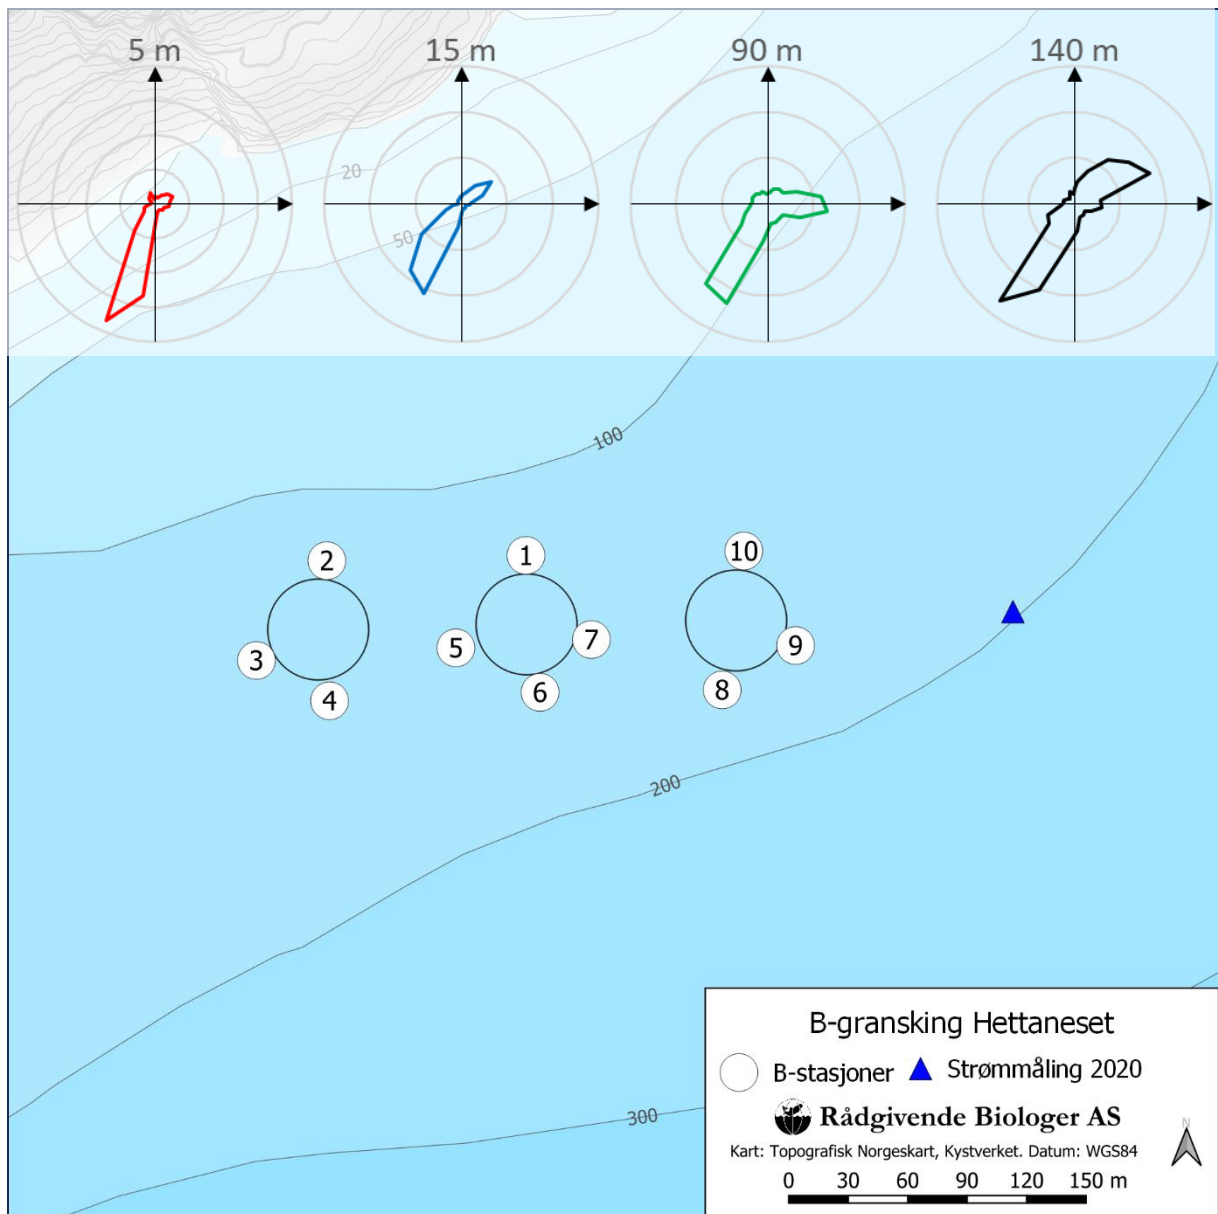 5 m 15 m 90 m 140 m
20
50
100
2 1 10
3 5 7 9
4 6 8
200
300
B-gransking Hettaneset
B-stasjoner Strømmåling 2020
Rådgivende Biologer AS
Kart: Topografisk Norgeskart, Kystverket. Datum: WGS84
N
0 30 60 90 120 150 m